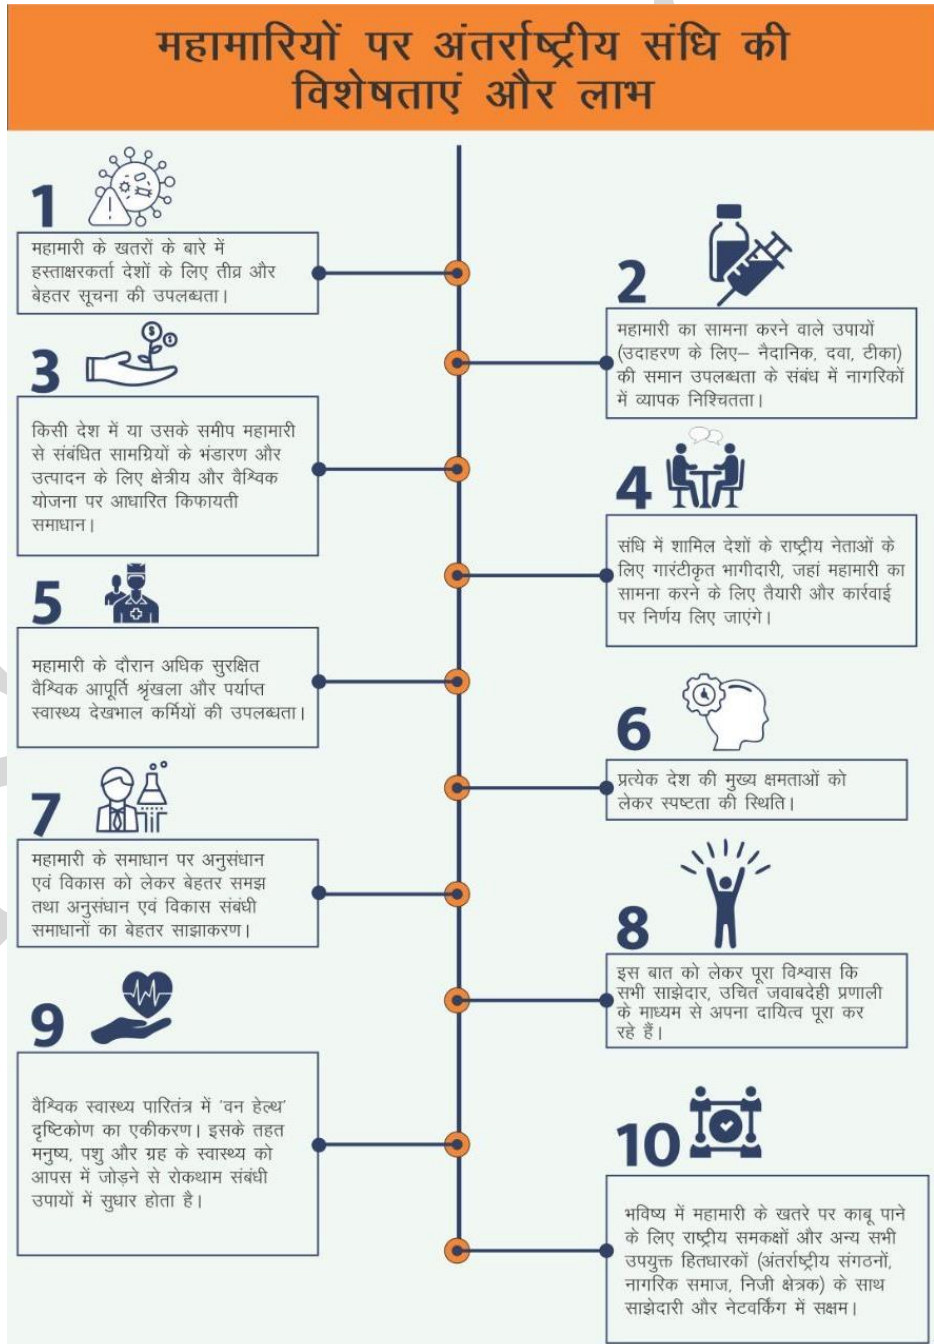 महामारियों पर अंतर्राष्ट्रीय संधि की
विशेषताएं और लाभ
1
महामारी के खतरों के बारे में
हस्ताक्षरकर्ता देशों के लिए तीव्र और
बेहतर सूचना की उपलब्धता।
2
महामारी का सामना करने वाले उपायों
(उदाहरण के लिए– नैदानिक, दवा, टीका)
की समान उपलब्धता के संबंध में नागरिकों
में व्यापक निश्चितता।
3
किसी देश में या उसके समीप महामारी
से संबंधित सामग्रियों के भंडारण और
उत्पादन के लिए क्षेत्रीय और वैश्विक
योजना पर आधारित किफायती
समाधान।
4
संधि में शामिल देशों के राष्ट्रीय नेताओं के
लिए गारंटीकृत भागीदारी, जहां महामारी का
सामना करने के लिए तैयारी और कार्रवाई
पर निर्णय लिए जाएंगे।
5
महामारी के दौरान अधिक सुरक्षित
वैश्विक आपूर्ति श्रृंखला और पर्याप्त
स्वास्थ्य देखभाल कर्मियों की उपलब्धता।
6
प्रत्येक देश की मुख्य क्षमताओं को
लेकर स्पष्टता की स्थिति।
7
महामारी के समाधान पर अनुसंधान
एवं विकास को लेकर बेहतर समझ
तथा अनुसंधान एवं विकास संबंधी
समाधानों का बेहतर साझाकरण।
8
इस बात को लेकर पूरा विश्वास कि
सभी साझेदार, उचित जवाबदेही प्रणाली
के माध्यम से अपना दायित्व पूरा कर
रहे हैं।
9
वैश्विक स्वास्थ्य पारितंत्र में 'वन हेल्थ'
दृष्टिकोण का एकीकरण। इसके तहत
मनुष्य, पशु और ग्रह के स्वास्थ्य को
आपस में जोड़ने से रोकथाम संबंधी
उपायों में सुधार होता है।
10
भविष्य में महामारी के खतरे पर काबू पाने
के लिए राष्ट्रीय समकक्षों और अन्य सभी
उपयुक्त हितधारकों (अंतर्राष्ट्रीय संगठनों,
नागरिक समाज, निजी क्षेत्रक) के साथ
साझेदारी और नेटवर्किंग में सक्षम।